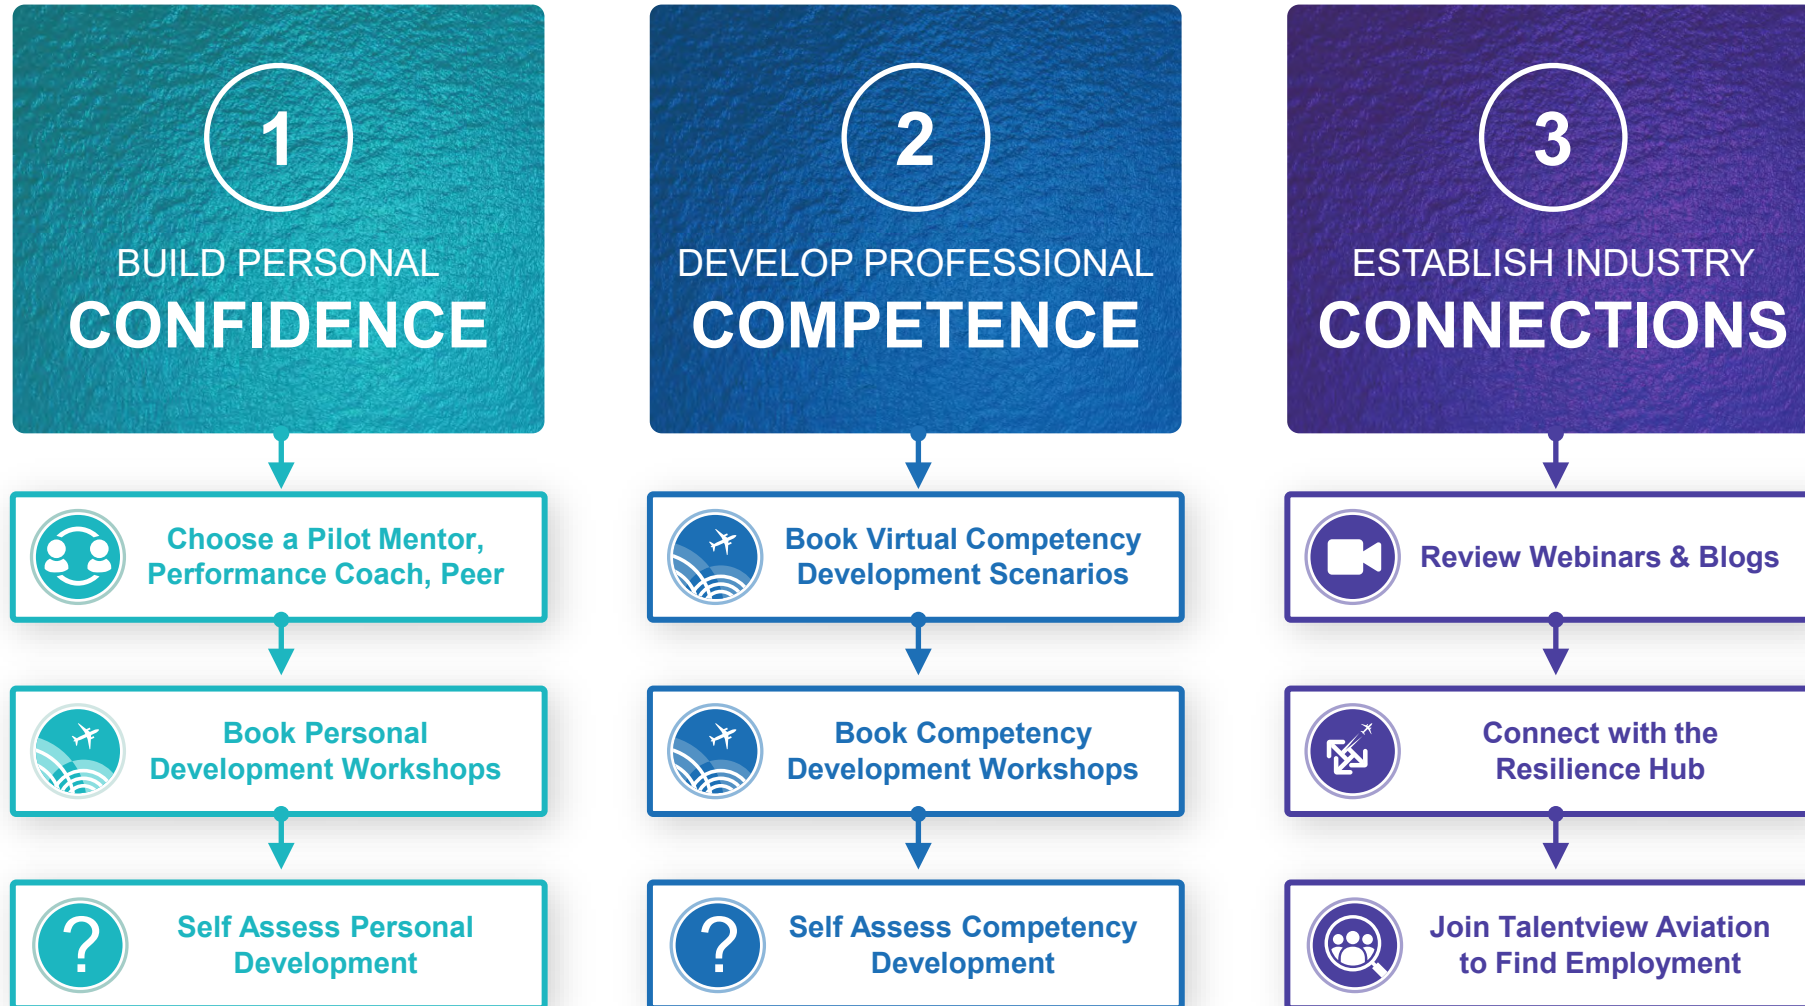 1
BUILD PERSONAL
CONFIDENCE
Choose a Pilot Mentor,
Performance Coach, Peer
Book Personal
Development Workshops
?
Self Assess Personal
Development
2
DEVELOP PROFESSIONAL
COMPETENCE
Book Virtual Competency
Development Scenarios
Book Competency
Development Workshops
?
Self Assess Competency
Development
3
ESTABLISH INDUSTRY
CONNECTIONS
Review Webinars & Blogs
Connect with the
Resilience Hub
Join Talentview Aviation
to Find Employment